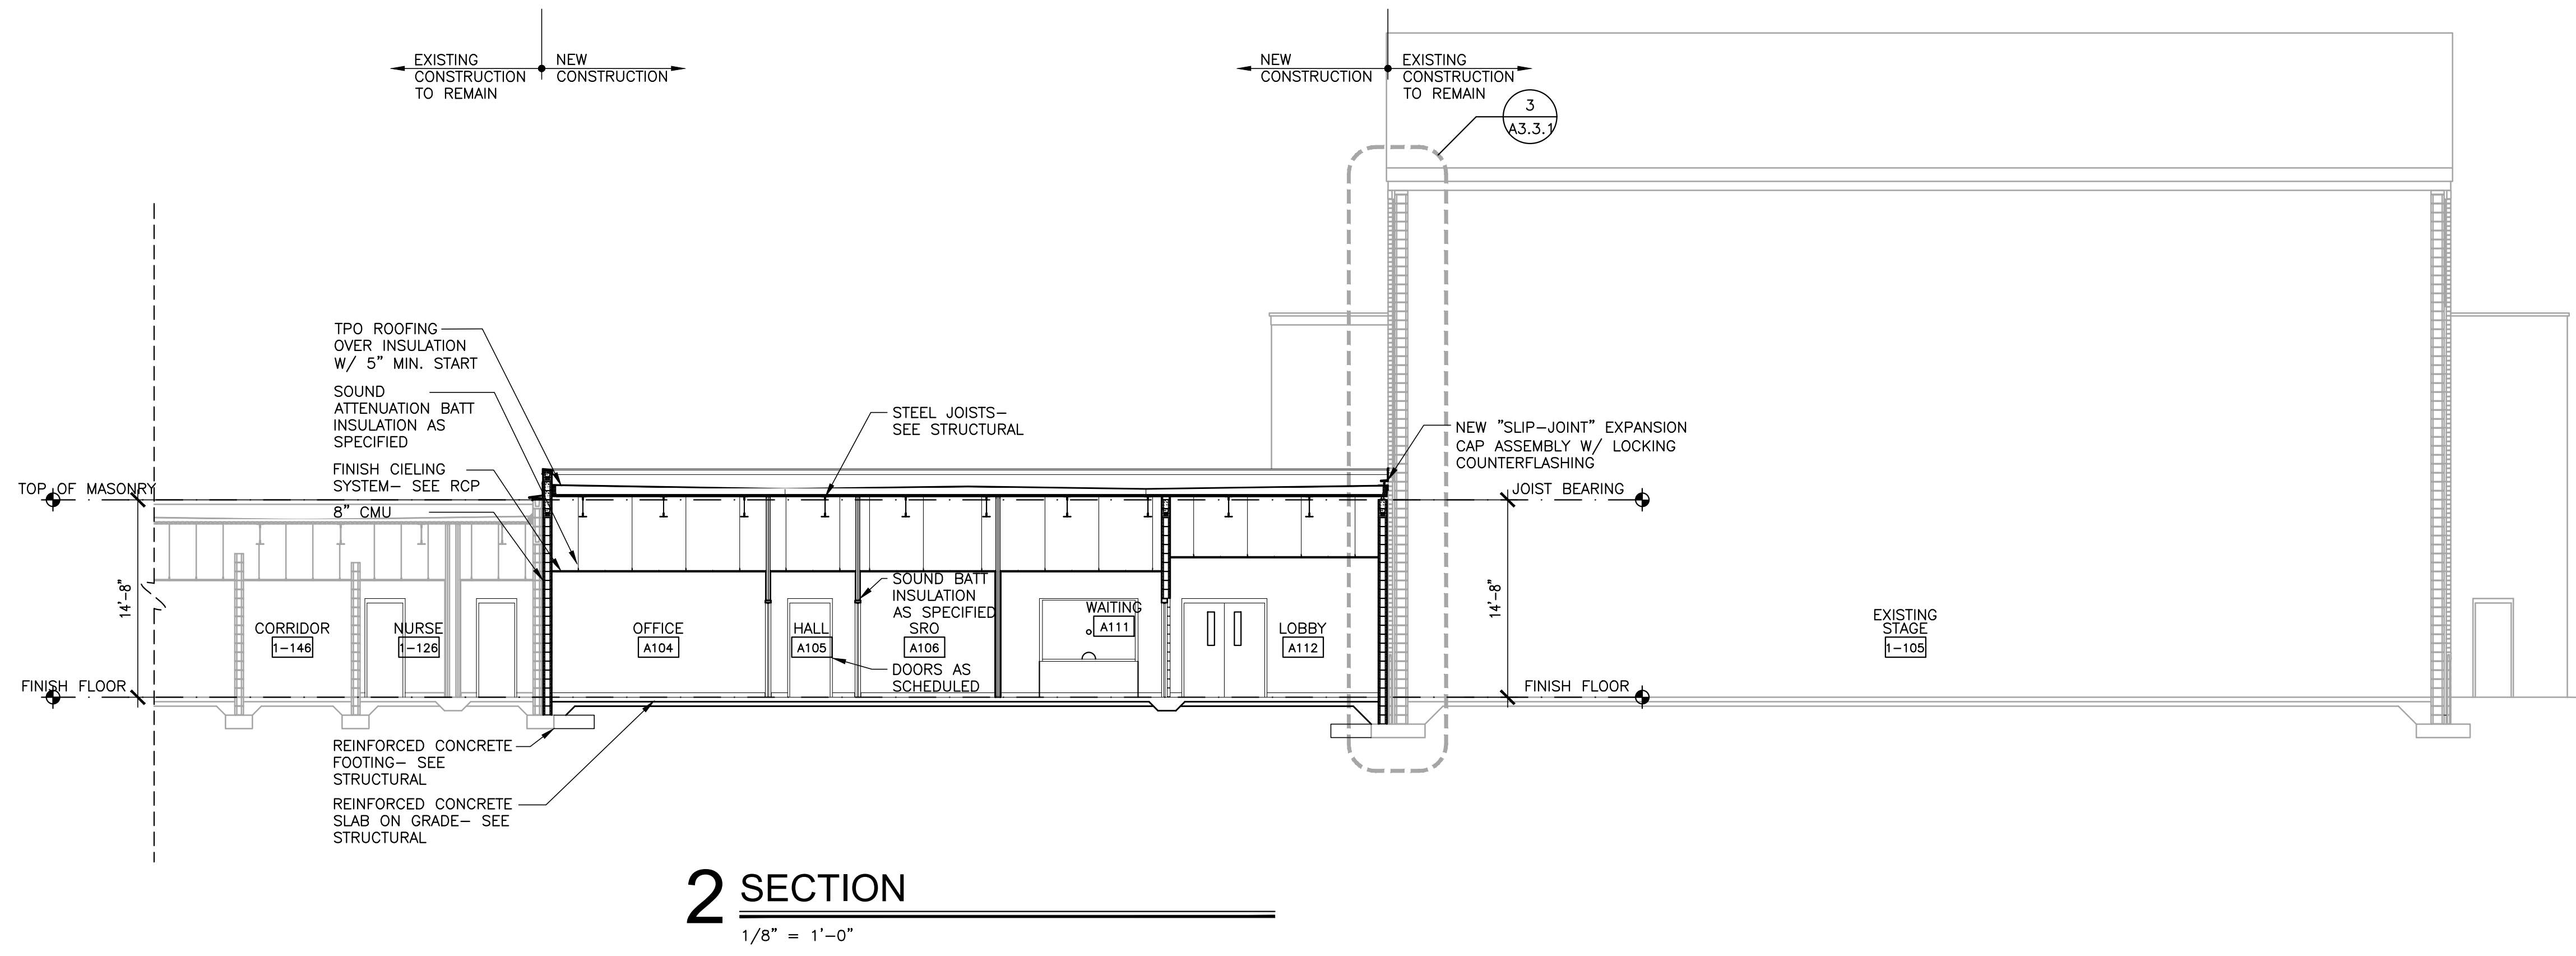 EXISTING
CONSTRUCTION
TO REMAIN
NEW
CONSTRUCTION
NEW
CONSTRUCTION
EXISTING
CONSTRUCTION
TO REMAIN
3
A3.3.1
TPO ROOFING
OVER INSULATION
W/ 5" MIN. START
SOUND
ATTENUATION BATT
INSULATION AS
SPECIFIED
FINISH CIELING
SYSTEM- SEE RCP
8" CMU
STEEL JOISTS-
SEE STRUCTURAL
NEW "SLIP-JOINT" EXPANSION
CAP ASSEMBLY W/ LOCKING
COUNTERFLASHING
TOP OF MASONRY
JOIST BEARING
14'-8"
14'-8"
SOUND BATT
INSULATION
AS SPECIFIED
CORRIDOR
1-146
NURSE
1-126
OFFICE
A104
HALL
A105
SRO
A106
WAITING
A111
LOBBY
A112
EXISTING
STAGE
1-105
DOORS AS
SCHEDULED
FINISH FLOOR
FINISH FLOOR
REINFORCED CONCRETE
FOOTING- SEE
STRUCTURAL
REINFORCED CONCRETE
SLAB ON GRADE- SEE
STRUCTURAL
2 SECTION
1/8" = 1'-0"